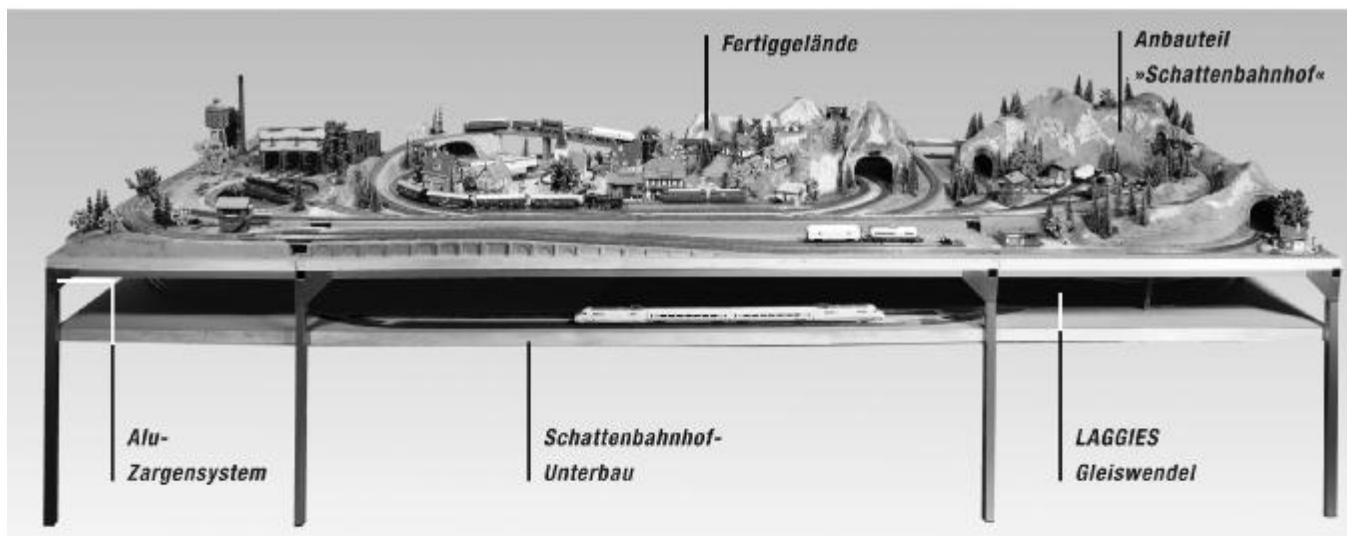 Fertiggelände
Anbauteil
»Schattenbahnhof«
Alu-
Zargensystem
Schattenbahnhof-
Unterbau
LAGGIES
Gleiswendel